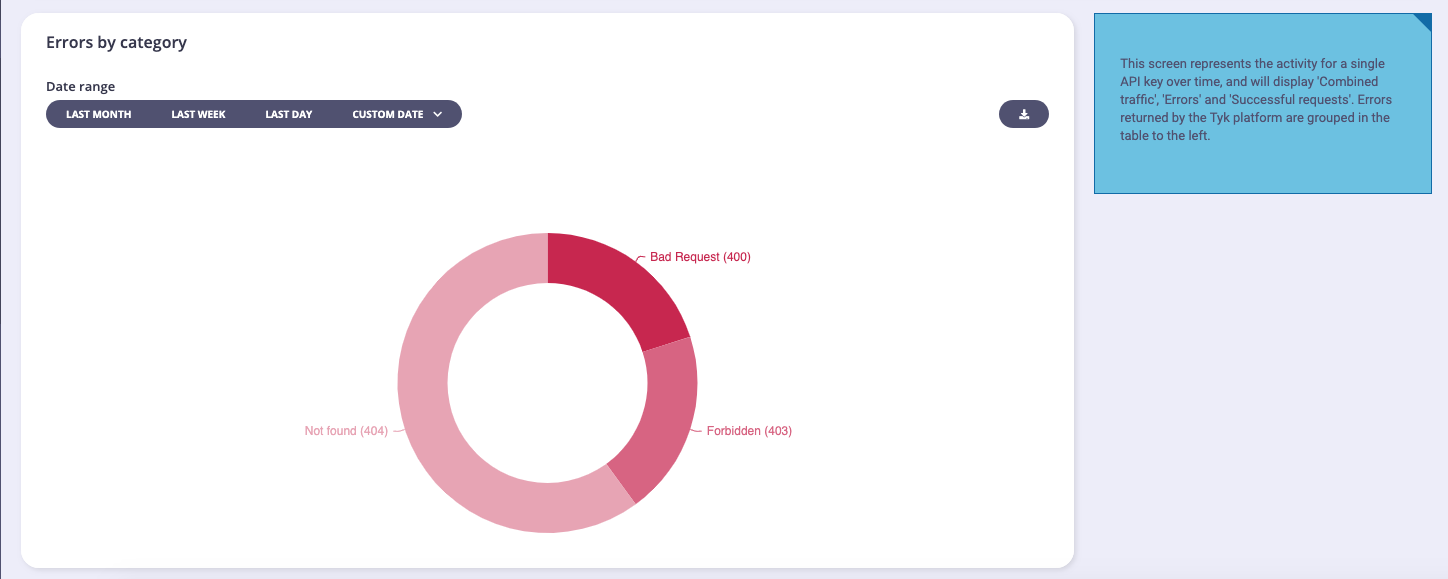 Errors by category
Date range
LAST MONTH LAST WEEK LAST DAY CUSTOM DATE
Bad Request (400)
Not found (404)
Forbidden (403)
This screen represents the activity for a single
API key over time, and will display 'Combined
traffic', 'Errors' and 'Successful requests'. Errors
returned by the Tyk platform are grouped in the
table to the left.